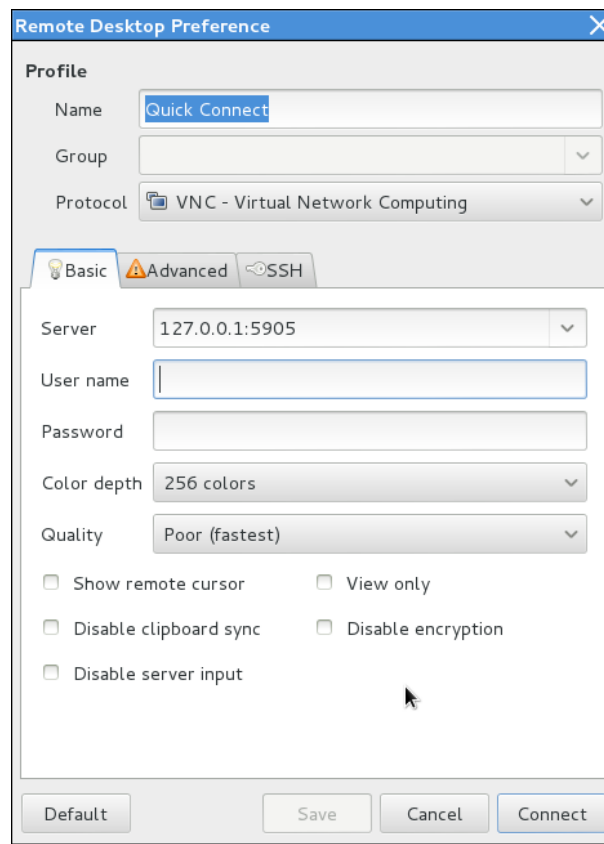 Remote Desktop Preference
Profile
Name Quick Connect
Group
Protocol VNC - Virtual Network Computing
Basic Advanced SSH
Server 127.0.0.1:5905
User name
Password
Color depth 256 colors
Quality Poor (fastest)
Show remote cursor View only
Disable clipboard sync Disable encryption
Disable server input
Default Save Cancel Connect